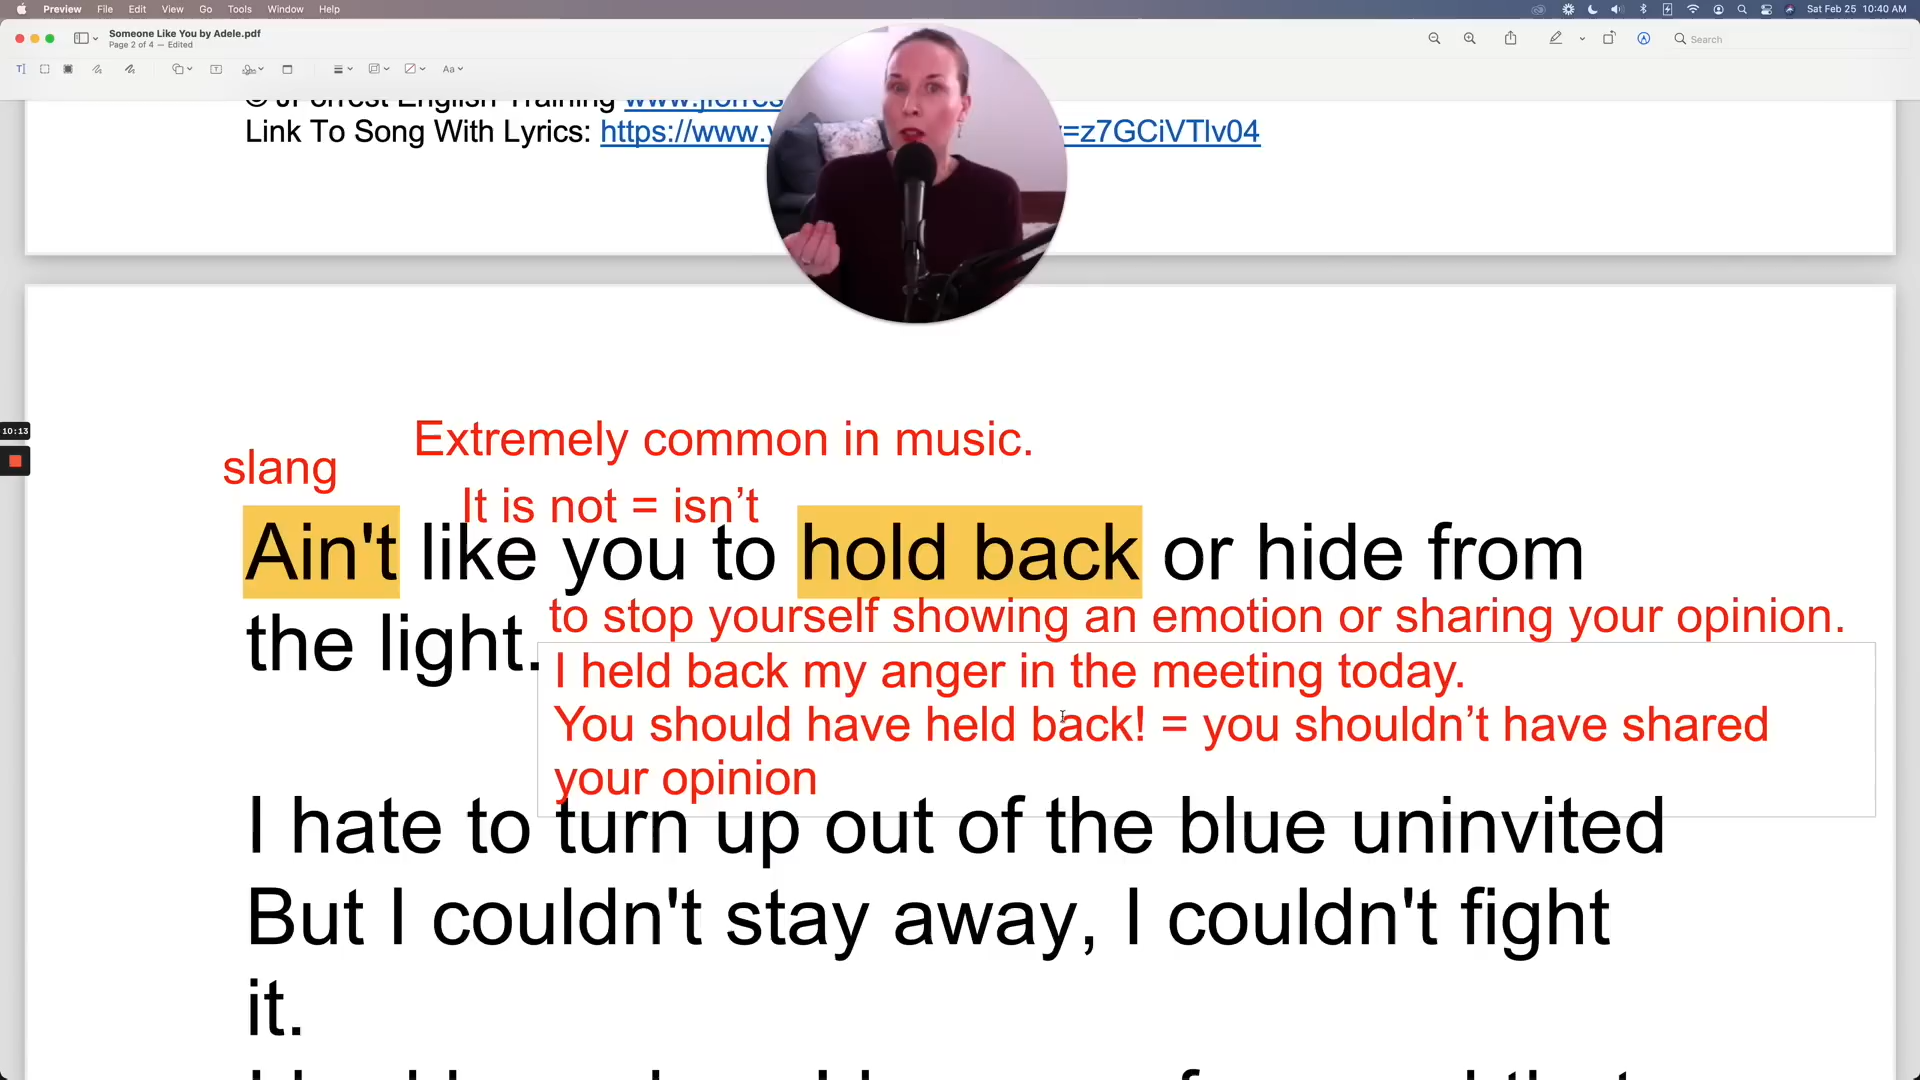 Preview File Edit View Go Tools Window Help Sat Feb 25 10:40 AM
Someone Like You by Adele.pdf
Page 2 of 4 — Edited
Search
Aa
English Training
Link To Song With Lyrics: https://www. =z7GCiVTlv04
10:13
Extremely common in music.
slang
It is not = isn’t
Ain't like you to hold back or hide from
to stop yourself showing an emotion or sharing your opinion.
the light.
I held back my anger in the meeting today.
You should have held back! = you shouldn’t have shared
your opinion
I hate to turn up out of the blue uninvited
But I couldn't stay away, I couldn't fight
it.